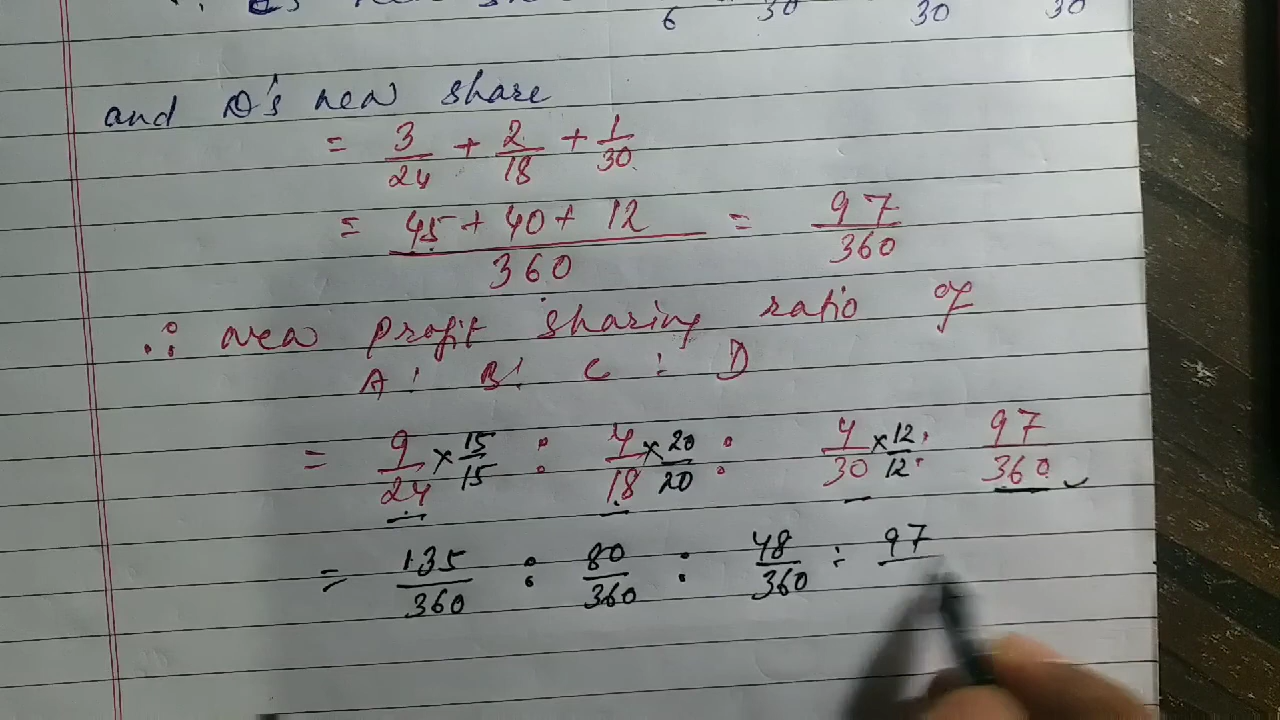 new
6 30 30 30
and D's new share
= 3/24 + 2/18 + 1/30
= 45 + 40 + 12 / 360 = 97/360
∴ new Profit sharing ratio of
A : B : C : D
= 9/24 × 15/15 : 4/18 × 20/20 : 4/30 × 12/12 : 97/360
= 135/360 : 80/360 : 48/360 : 97